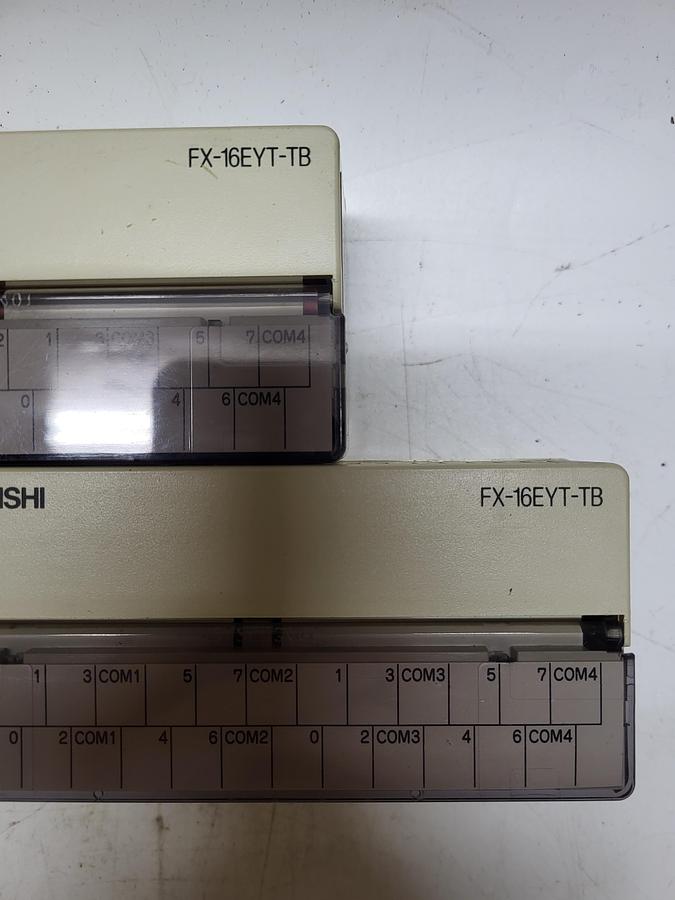 FX-16EYT-TB
2 1 3 COM3 5 7 COM4
0 4 6 COM4
ISHI FX-16EYT-TB
1 3 COM1 5 7 COM2 1 3 COM3 5 7 COM4
0 2 COM1 4 6 COM2 0 2 COM3 4 6 COM4